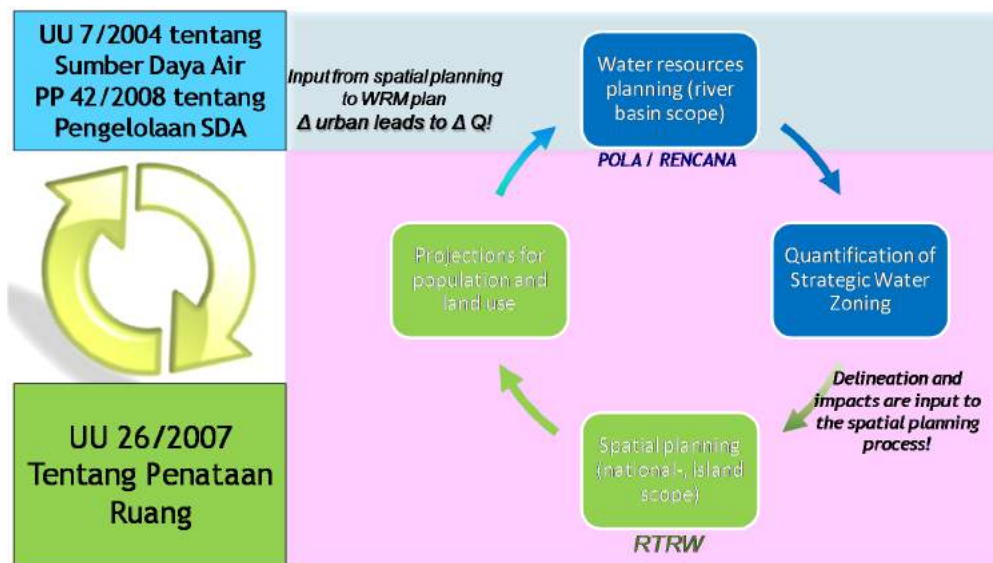 UU 7/2004 tentang
Sumber Daya Air
PP 42/2008 tentang
Pengelolaan SDA
Input from spatial planning
to WRM plan
Δ urban leads to Δ Q!
Water resources
planning (river
basin scope)
POLA / RENCANA
Projections for
population and
land use
Quantification of
Strategic Water
Zoning
Delineation and
impacts are input to
the spatial planning
process!
UU 26/2007
Tentang Penataan
Ruang
Spatial planning
(national-, island
scope)
RTRW